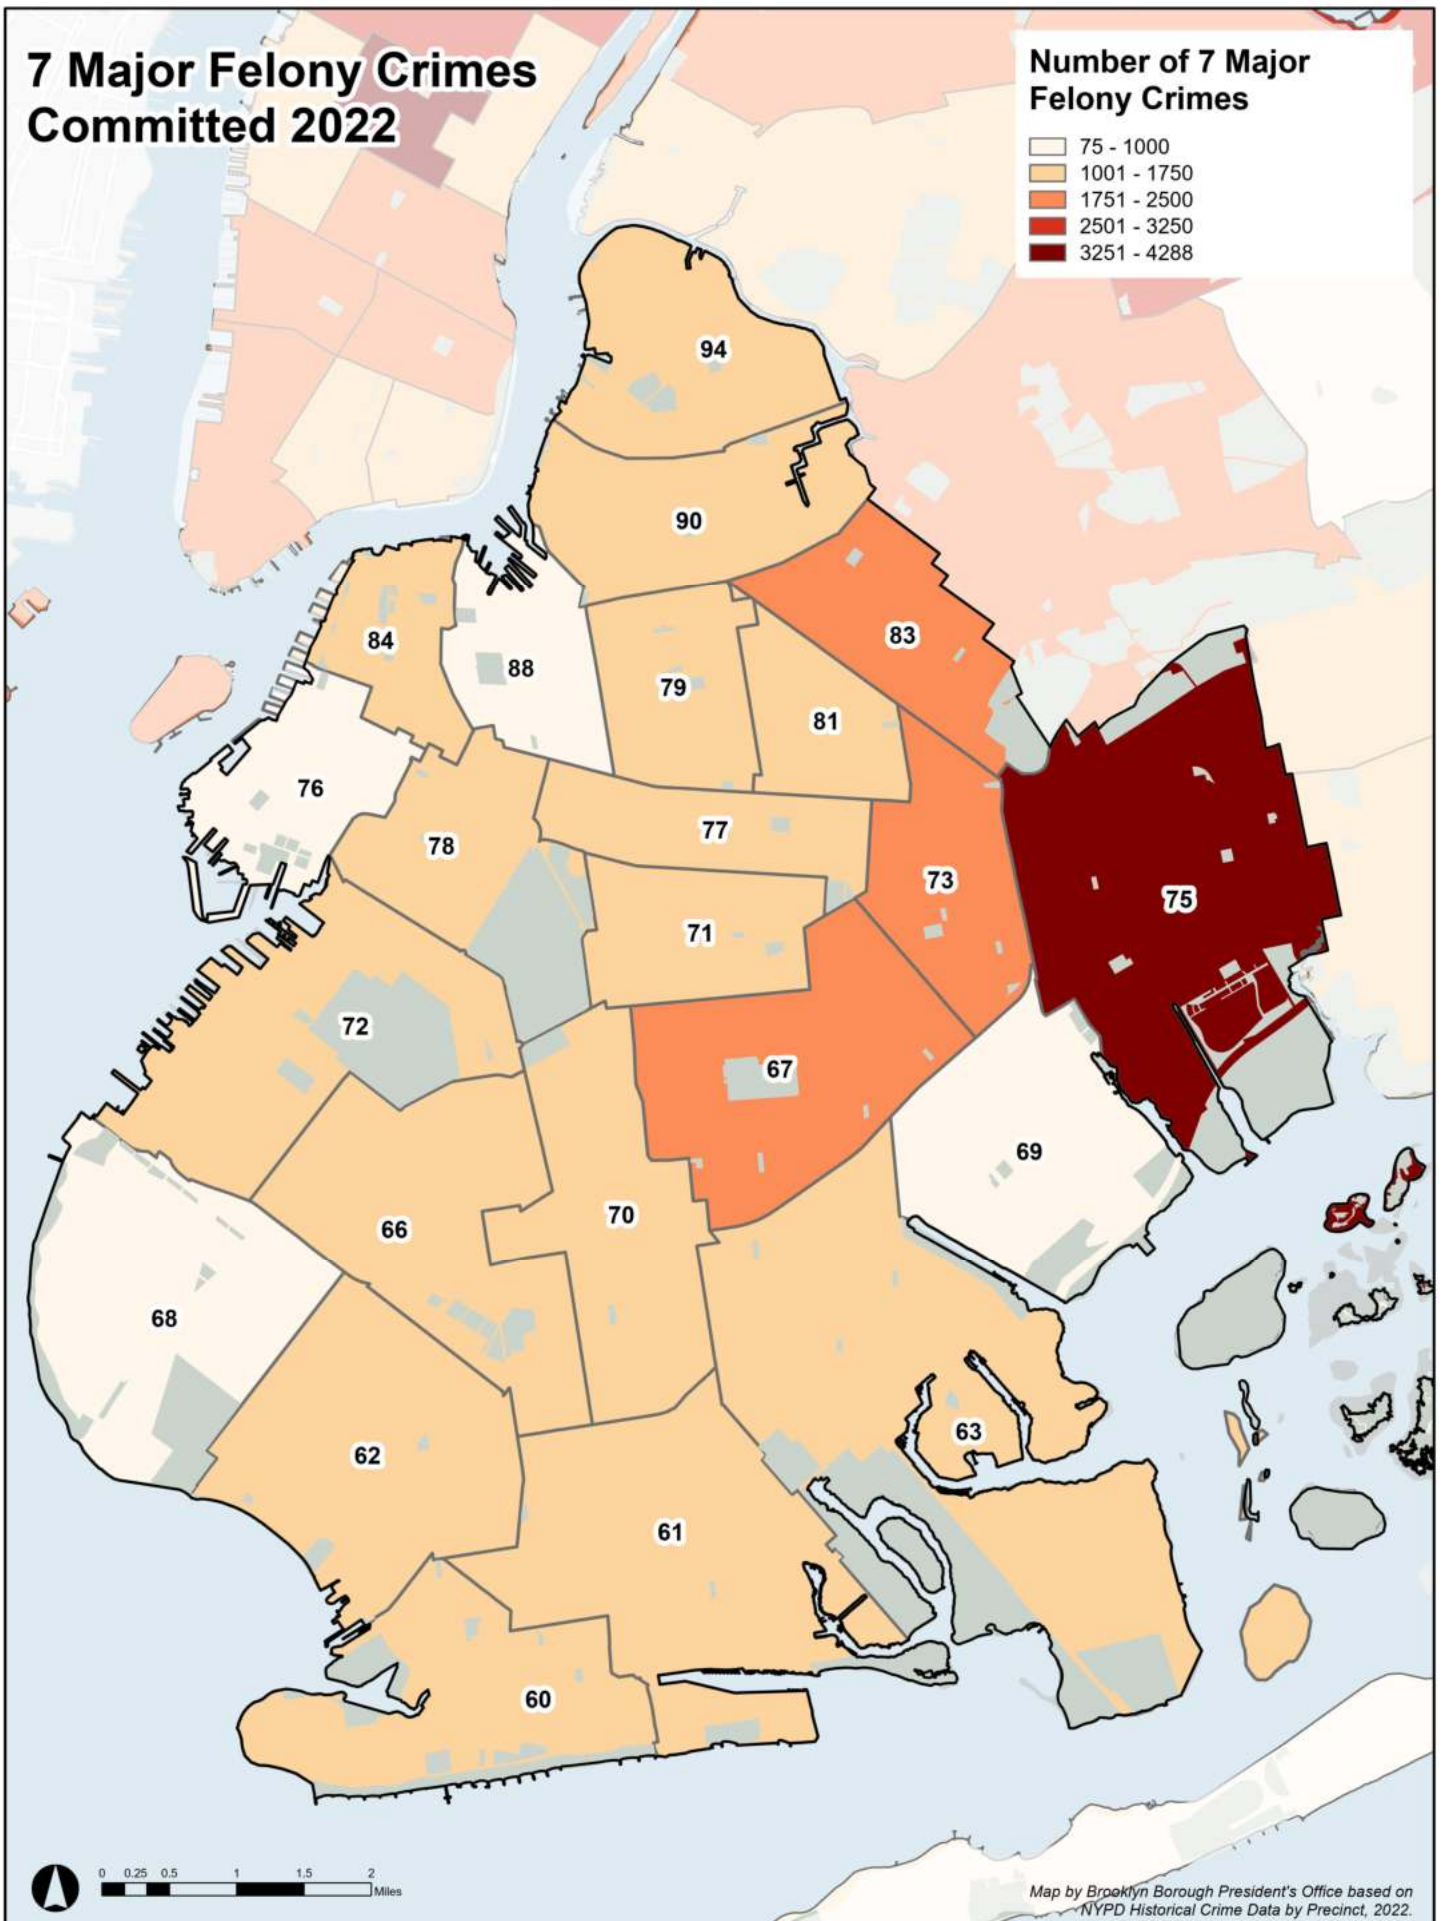 7 Major Felony Crimes
Committed 2022
Number of 7 Major
Felony Crimes
75 - 1000
1001 - 1750
1751 - 2500
2501 - 3250
3251 - 4288
94
90
83
84
88
79
81
76
78
77
73
75
71
72
67
69
66
70
68
63
62
61
60
0 0.25 0.5 1 1.5 2
Miles
Map by Brooklyn Borough President's Office based on
NYPD Historical Crime Data by Precinct, 2022.